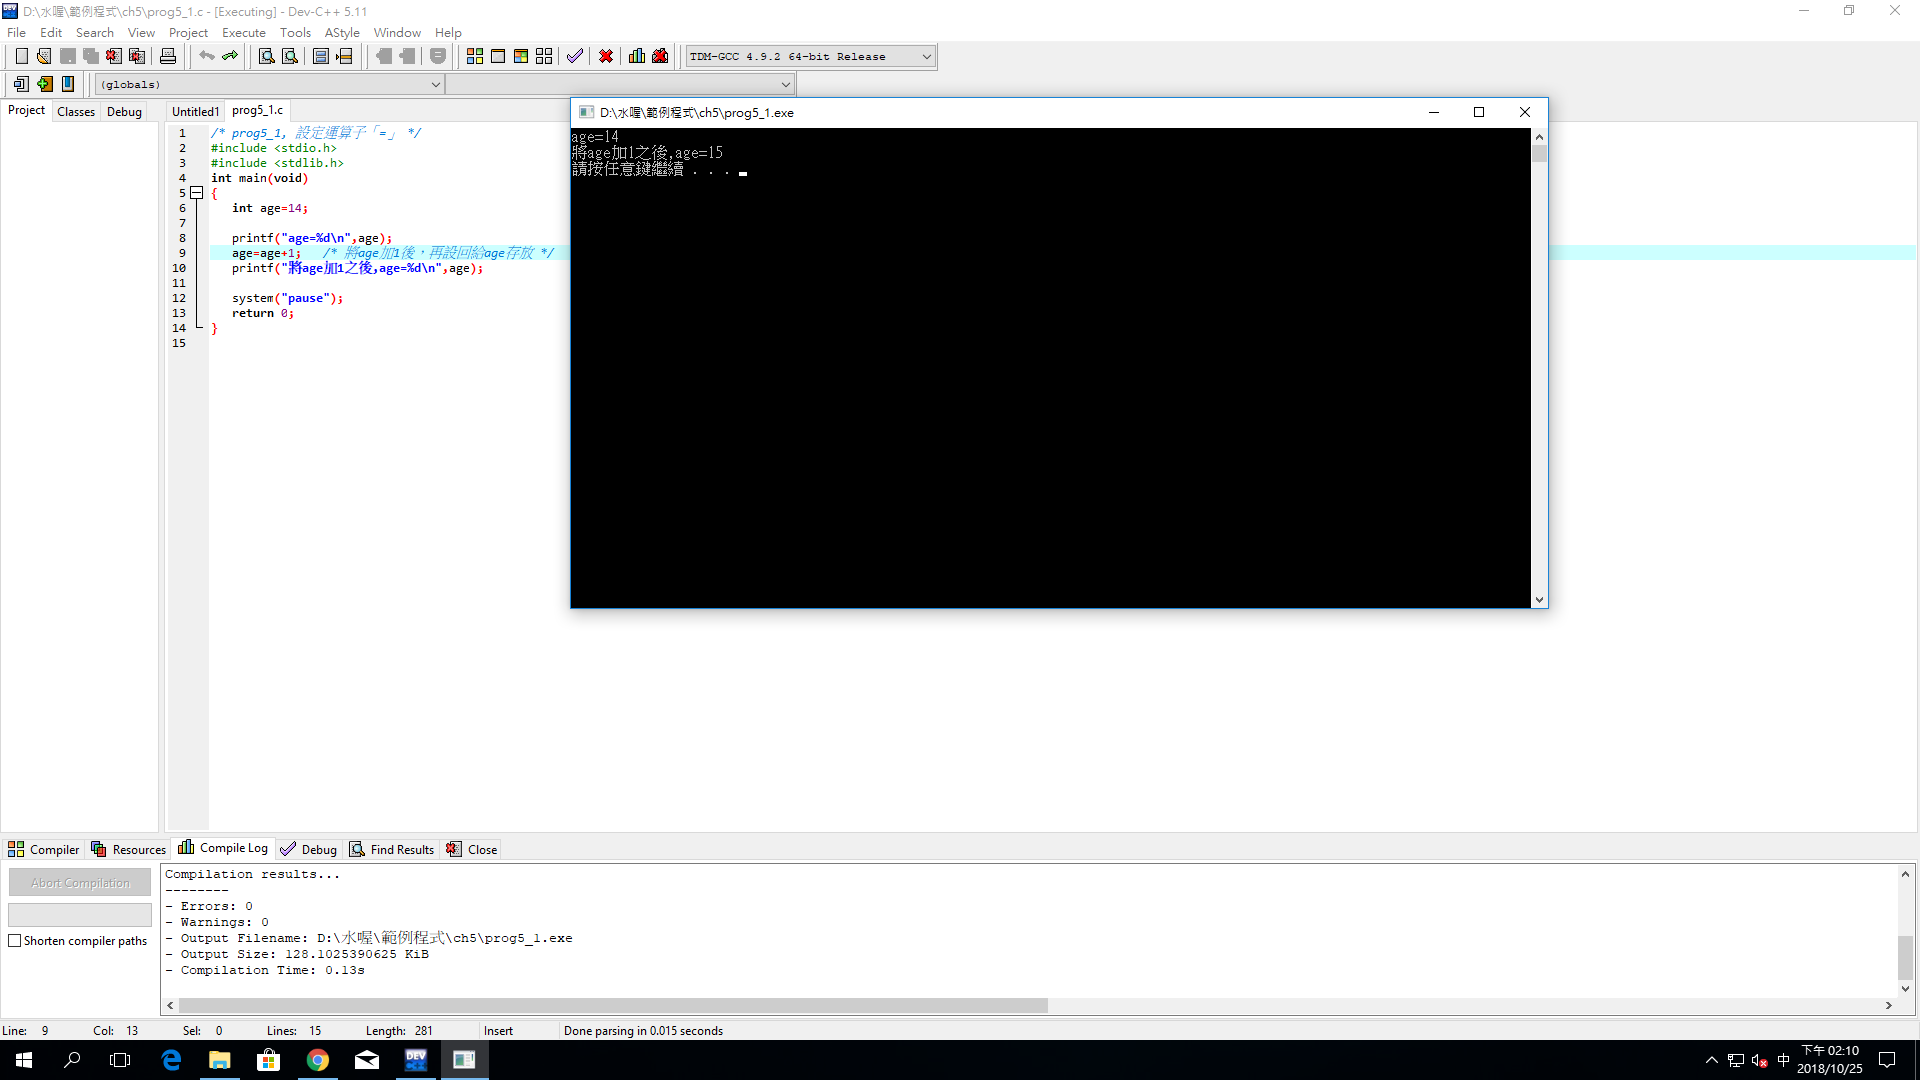 D:\水喔\範例程式\ch5\prog5_1.c - [Executing] - Dev-C++ 5.11
File Edit Search View Project Execute Tools AStyle Window Help
TDM-GCC 4.9.2 64-bit Release
(globals)
Project Classes Debug
Untitled1 prog5_1.c
1 /* prog5_1, 設定運算子「=」 */
2 #include <stdio.h>
3 #include <stdlib.h>
4 int main(void)
5 {
6 int age=14;
7
8 printf("age=%d\n",age);
9 age=age+1; /* 將age加1後，再設回給age存放 */
10 printf("將age加1之後,age=%d\n",age);
11
12 system("pause");
13 return 0;
14 }
15
D:\水喔\範例程式\ch5\prog5_1.exe
age=14
將age加1之後,age=15
請按任意鍵繼續 . . .
Compiler Resources Compile Log Debug Find Results Close
Abort Compilation
Shorten compiler paths
Compilation results...
--------
- Errors: 0
- Warnings: 0
- Output Filename: D:\水喔\範例程式\ch5\prog5_1.exe
- Output Size: 128.1025390625 KiB
- Compilation Time: 0.13s
Line: 9 Col: 13 Sel: 0 Lines: 15 Length: 281 Insert Done parsing in 0.015 seconds
DEV C++
中
下午 02:10
2018/10/25